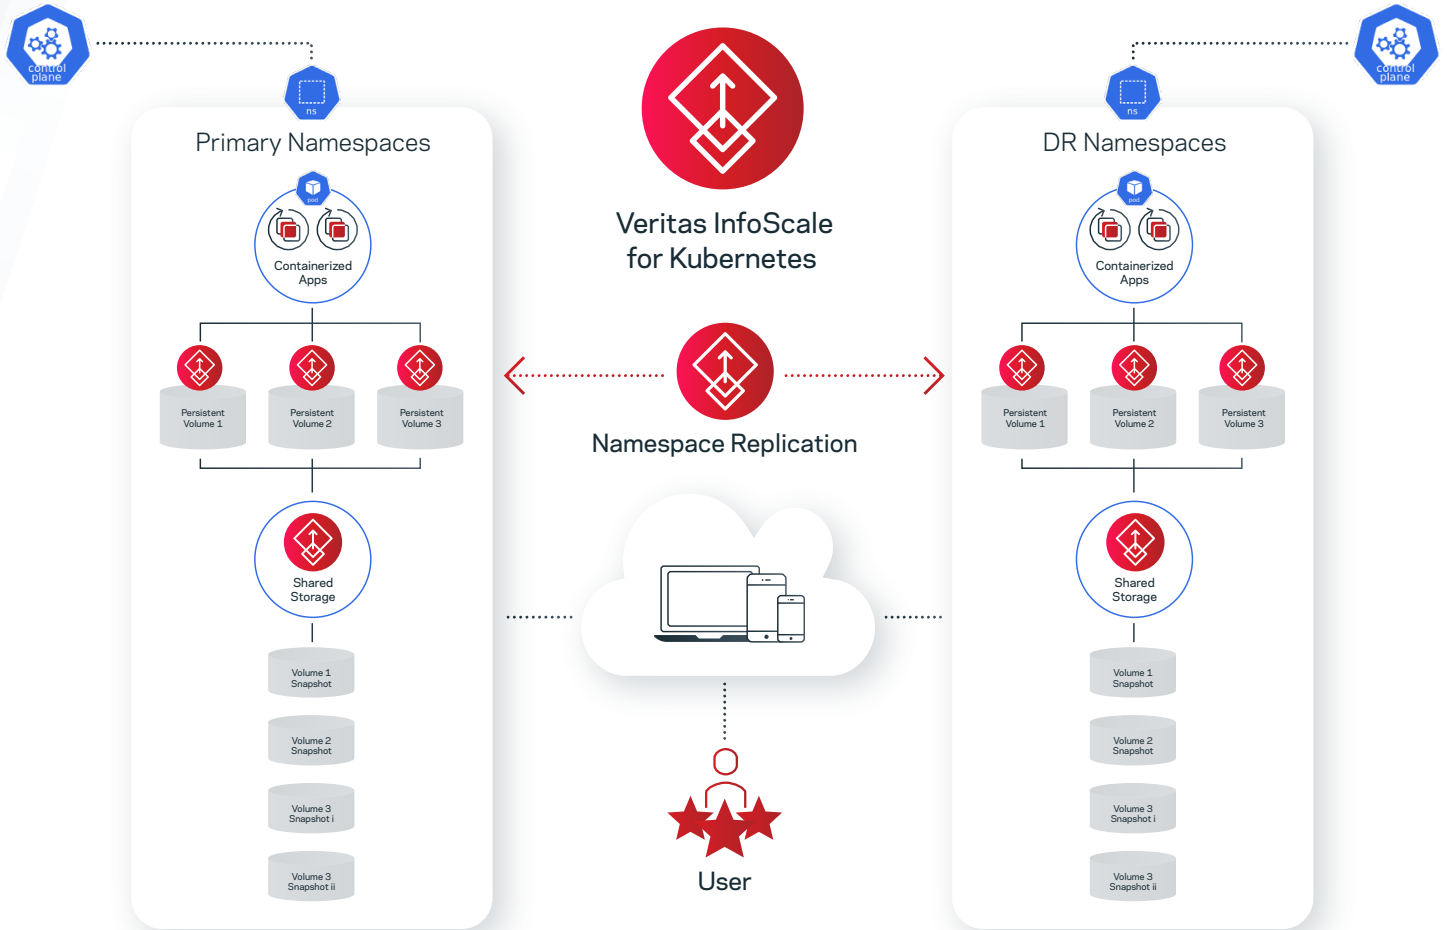 control
plane
ns
Primary Namespaces
pod
Containerized
Apps
Persistent
Volume 1
Persistent
Volume 2
Persistent
Volume 3
Shared
Storage
Volume 1
Snapshot
Volume 2
Snapshot
Volume 3
Snapshot i
Volume 3
Snapshot ii
Veritas InfoScale
for Kubernetes
Namespace Replication
User
control
plane
ns
DR Namespaces
pod
Containerized
Apps
Persistent
Volume 1
Persistent
Volume 2
Persistent
Volume 3
Shared
Storage
Volume 1
Snapshot
Volume 2
Snapshot
Volume 3
Snapshot i
Volume 3
Snapshot ii